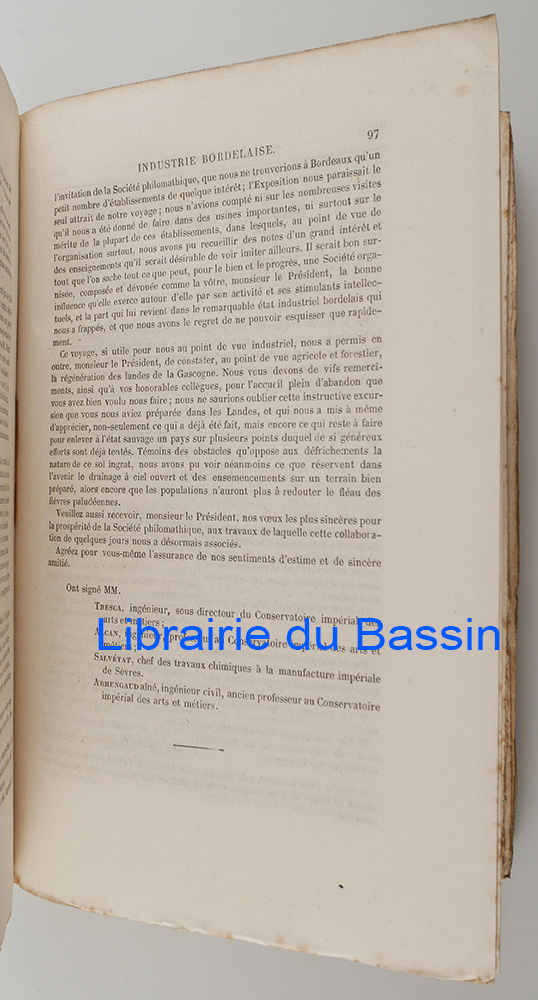 INDUSTRIE BORDELAISE. 97
l'invitation de la Société philomathique, que nous ne trouverions à Bordeaux qu'un
petit nombre d'établissements de quelque intérêt; l'Exposition nous paraissait le
seul attrait de notre voyage; nous n'avions compté ni sur les nombreuses visites
qu'il nous a été donné de faire dans des usines importantes, ni surtout sur le
mérite de la plupart de ces établissements, dans lesquels, au point de vue de
l'organisation surtout, nous avons pu recueillir des notes d'un grand intérêt et
des enseignements qu'il serait désirable de voir imiter ailleurs. Il serait bon sur-
tout que l'on sache tout ce que peut, pour le bien et le progrès, une Société orga-
nisée, composée et dévouée comme la vôtre, monsieur le Président, la bonne
influence qu'elle exerce autour d'elle par son activité et ses stimulants intellec-
tuels, et la part qui lui revient dans le remarquable état industriel bordelais qui
nous a frappés, et que nous avons le regret de ne pouvoir esquisser que rapide-
ment.
Ce voyage, si utile pour nous au point de vue industriel, nous a permis en
outre, monsieur le Président, de constater, au point de vue agricole et forestier,
la régénération des landes de la Gascogne. Nous vous devons de vifs remercî-
ments, ainsi qu'à vos honorables collègues, pour l'accueil plein d'abandon que
vous avez bien voulu nous faire; nous ne saurions oublier cette instructive excur-
sion que vous nous aviez préparée dans les Landes, et qui nous a mis à même
d'apprécier, non-seulement ce qui a déjà été fait, mais encore ce qui reste à faire
pour enlever à l'état sauvage un pays sur plusieurs points duquel de si généreux
efforts sont déjà tentés. Témoins des obstacles qu'oppose aux défrichements la
nature de ce sol ingrat, nous avons pu voir néanmoins ce que réservent dans
l'avenir le drainage à ciel ouvert et des ensemencements sur un terrain bien
préparé, alors encore que les populations n'auront plus à redouter le fléau des
fièvres paludéennes.
Veuillez aussi recevoir, monsieur le Président, nos vœux les plus sincères pour
la prospérité de la Société philomathique, aux travaux de laquelle cette collabora-
tion de quelques jours nous a désormais associés.
Agréez pour vous-même l'assurance de nos sentiments d'estime et de sincère
amitié.
Ont signé MM.
TRESCA, ingénieur, sous-directeur du Conservatoire impérial des
arts et métiers;
ALCAN, ingénieur, professeur au Conservatoire impérial des arts et
métiers;
SALVÉTAT, chef des travaux chimiques à la manufacture impériale
de Sèvres.
ARMENGAUD aîné, ingénieur civil, ancien professeur au Conservatoire
impérial des arts et métiers.
Librairie du Bassin